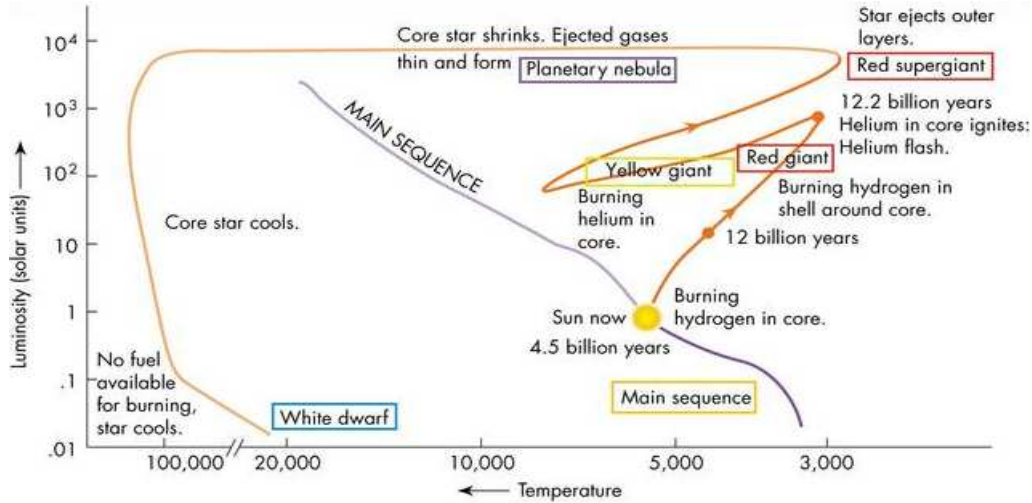 Star ejects outer
layers.
10⁴
Core star shrinks. Ejected gases
thin and form Planetary nebula
Red supergiant
10³
MAIN SEQUENCE
12.2 billion years
Helium in core ignites:
Helium flash.
Yellow giant
Red giant
10²
Burning
helium in
core.
Burning hydrogen in
shell around core.
Core star cools.
12 billion years
10
Luminosity (solar units)
1
Sun now
4.5 billion years
Burning
hydrogen in core.
No fuel
available
for burning,
star cools.
.1
Main sequence
White dwarf
.01
100,000 20,000 10,000 5,000 3,000
Temperature